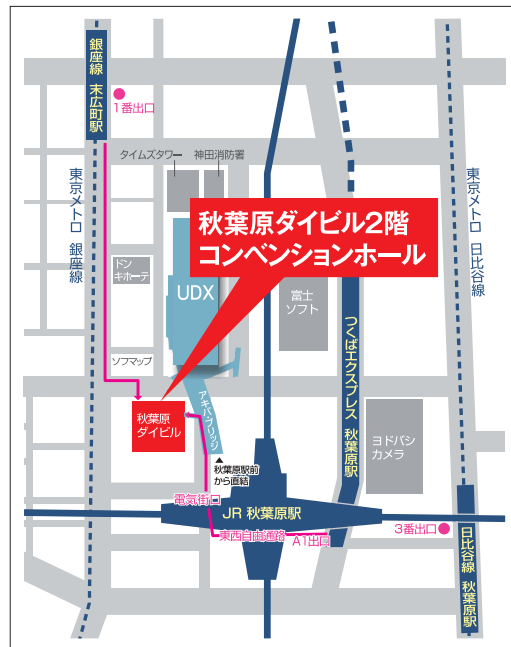 銀座線 末広町駅
1番出口
タイムズタワー
神田消防署
東京メトロ 銀座線
東京メトロ 日比谷線
秋葉原ダイビル2階
コンベンションホール
ドン
キホーテ
UDX
富士
ソフト
つくばエクスプレス 秋葉原駅
ソフマップ
アキバ・ブリッジ
秋葉原
ダイビル
ヨドバシ
カメラ
▲
秋葉原駅前
から直結
電気街口
JR 秋葉原駅
東西自由通路
A1出口
3番出口
日比谷線 秋葉原駅